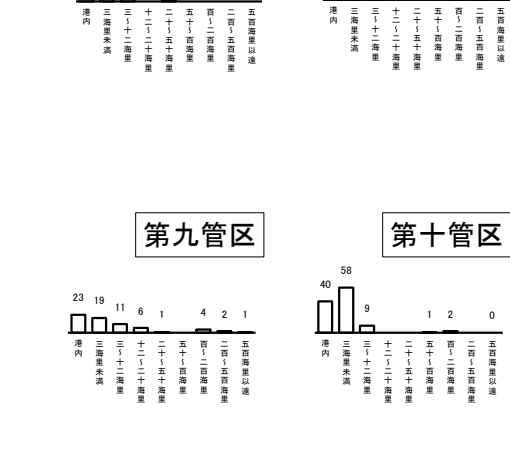 港内
三海里未満
三～十二海里
十二～二十海里
二十～五十海里
五十～百海里
百～二百海里
二百～五百海里
五百海里以遠
港内
三海里未満
三～十二海里
十二～二十海里
二十～五十海里
五十～百海里
百～二百海里
二百～五百海里
五百海里以遠
第九管区
23 19 11 6 1 4 2 1
港内
三海里未満
三～十二海里
十二～二十海里
二十～五十海里
五十～百海里
百～二百海里
二百～五百海里
五百海里以遠
第十管区
40 58 9 1 2 0
港内
三海里未満
三～十二海里
十二～二十海里
二十～五十海里
五十～百海里
百～二百海里
二百～五百海里
五百海里以遠